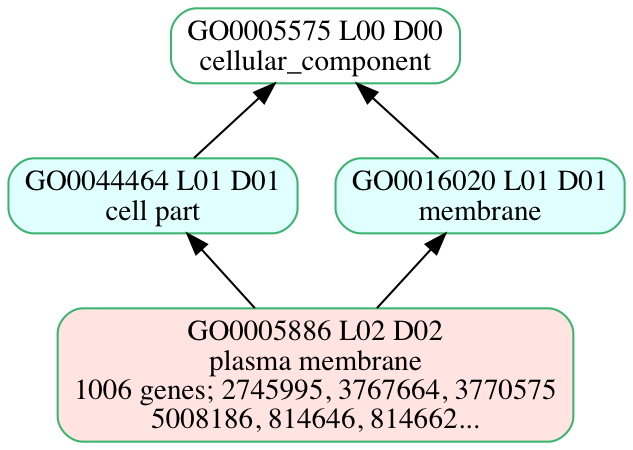 GO0005575 L00 D00
cellular_component
GO0044464 L01 D01
cell part
GO0016020 L01 D01
membrane
GO0005886 L02 D02
plasma membrane
1006 genes; 2745995, 3767664, 3770575
5008186, 814646, 814662...